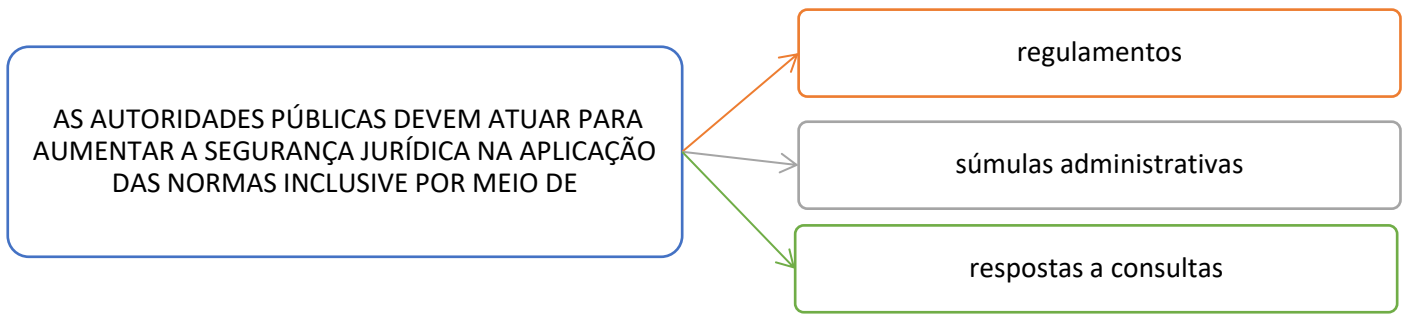 AS AUTORIDADES PÚBLICAS DEVEM ATUAR PARA
AUMENTAR A SEGURANÇA JURÍDICA NA APLICAÇÃO
DAS NORMAS INCLUSIVE POR MEIO DE
regulamentos
súmulas administrativas
respostas a consultas